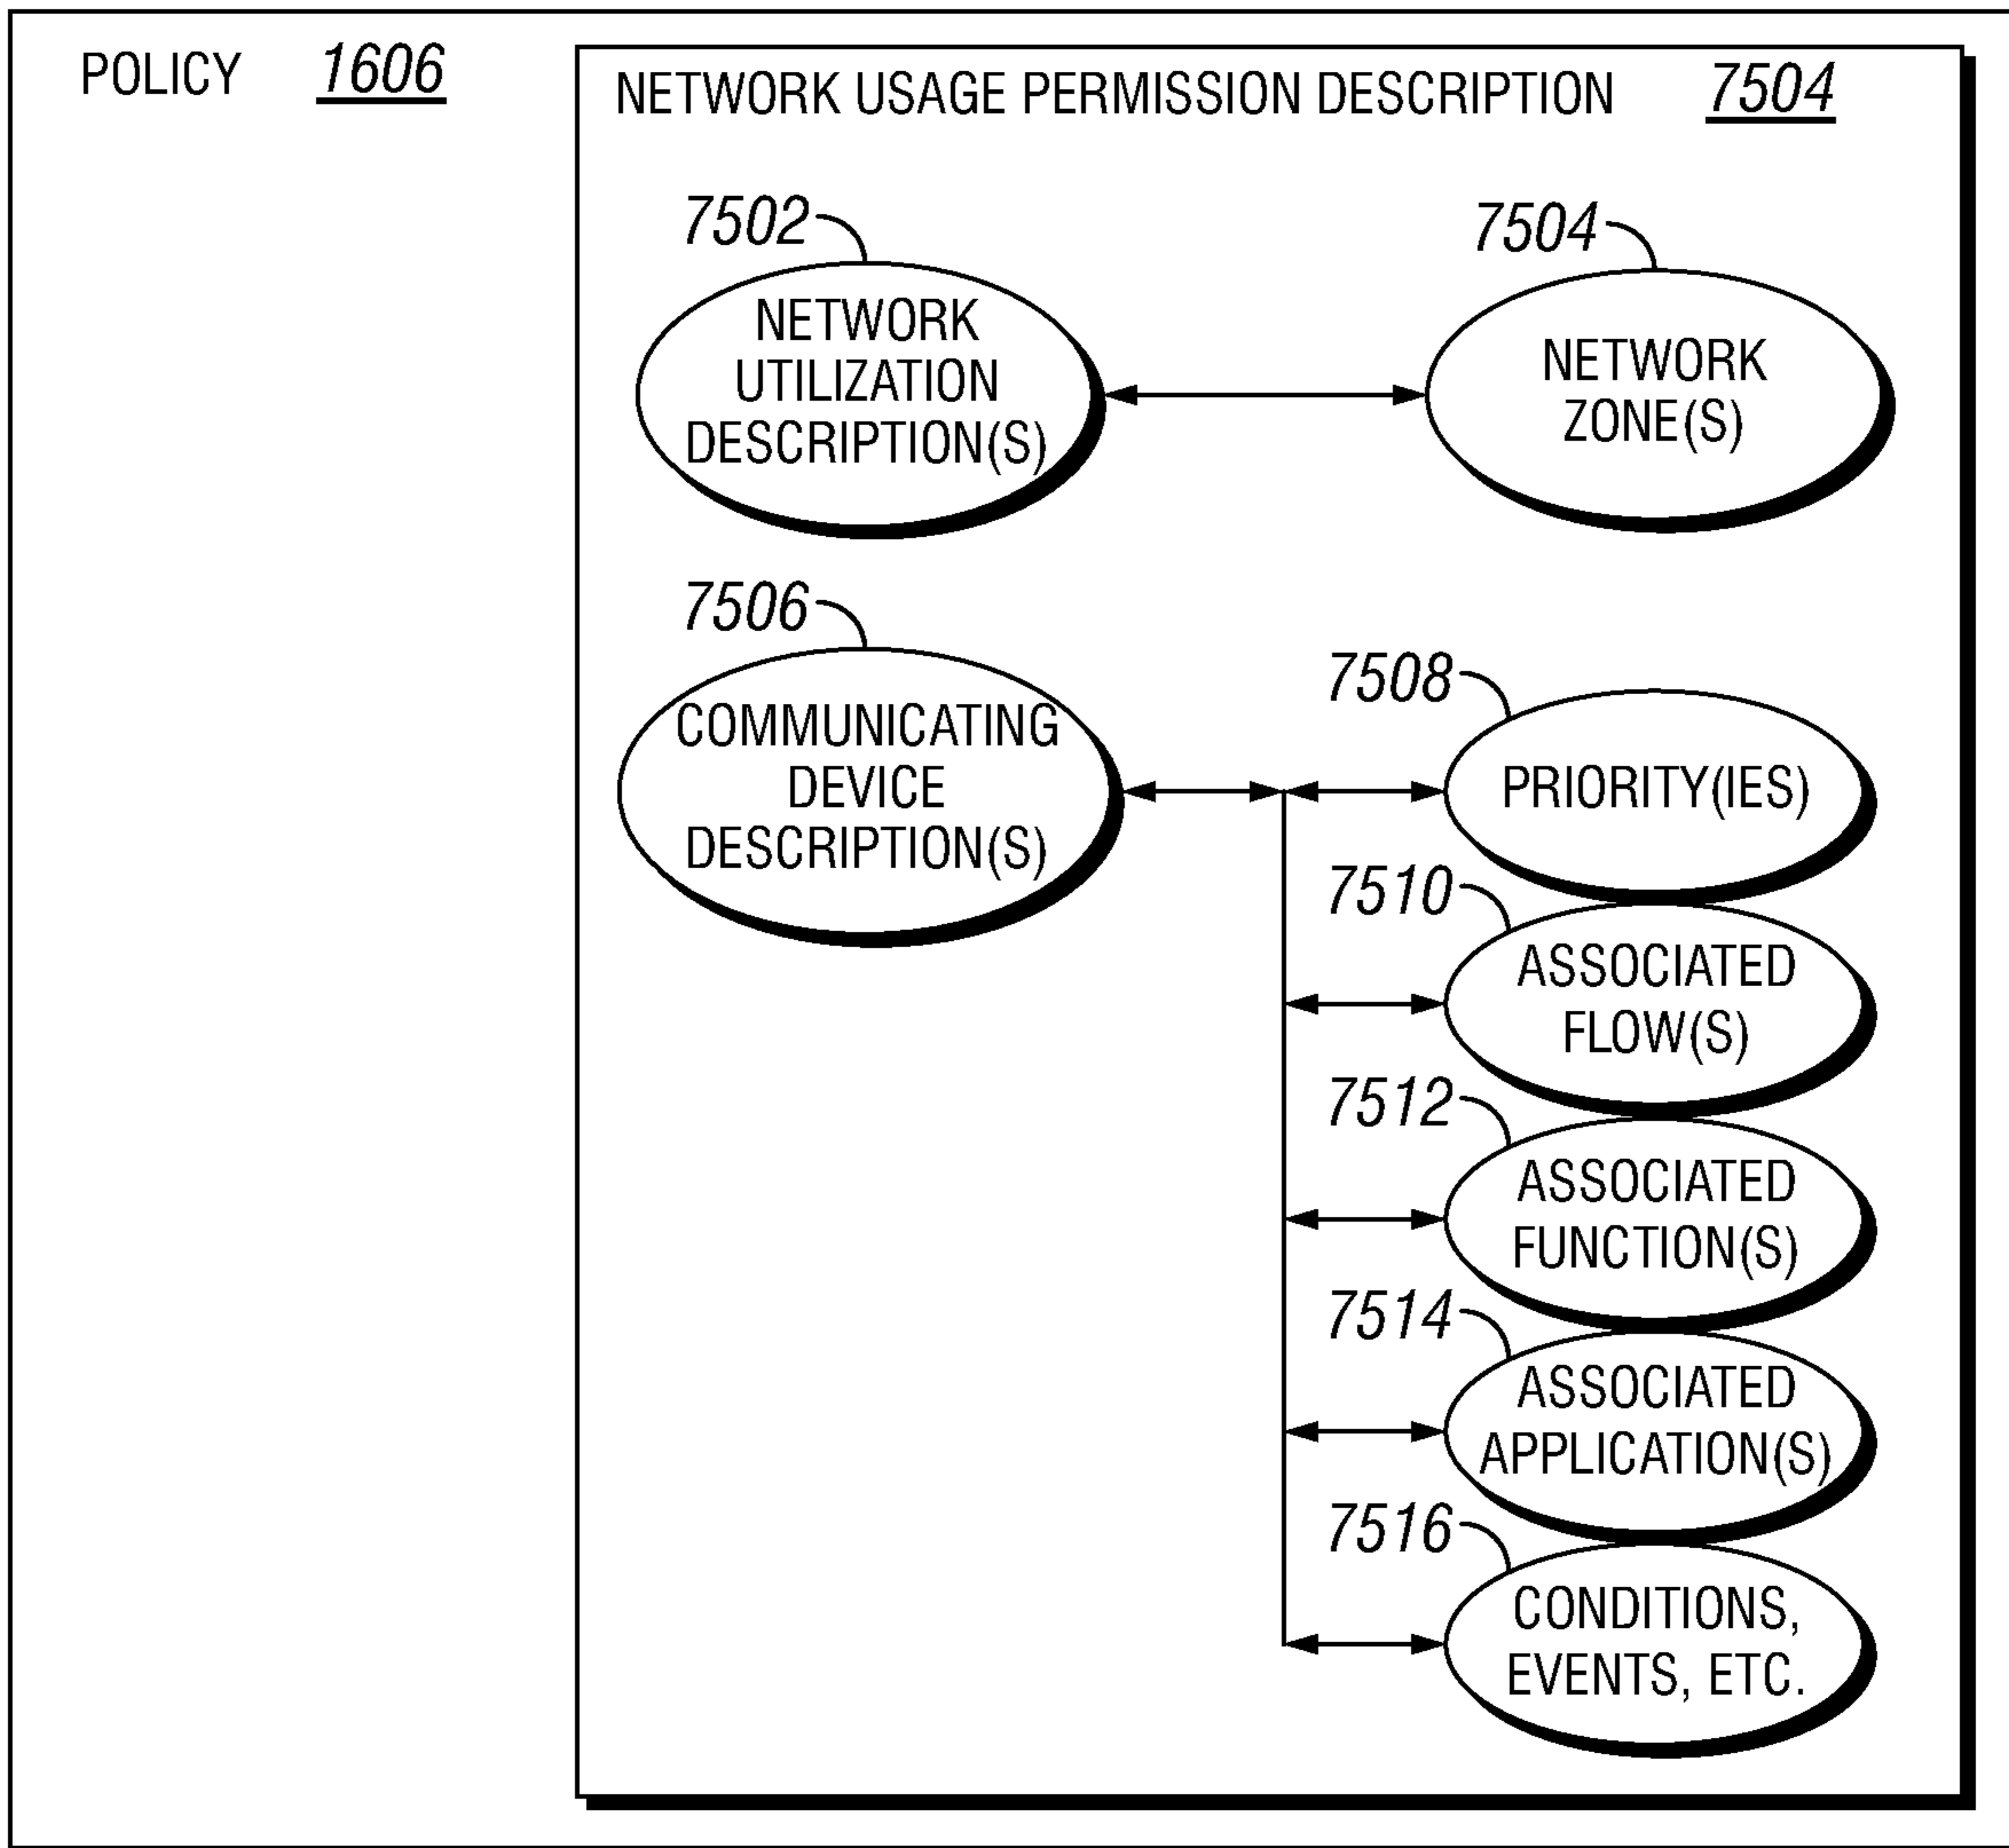 POLICY 1606
NETWORK USAGE PERMISSION DESCRIPTION 7504
7502
NETWORK
UTILIZATION
DESCRIPTION(S)
7504
NETWORK
ZONE(S)
7506
COMMUNICATING
DEVICE
DESCRIPTION(S)
7508
PRIORITY(IES)
7510
ASSOCIATED
FLOW(S)
7512
ASSOCIATED
FUNCTION(S)
7514
ASSOCIATED
APPLICATION(S)
7516
CONDITIONS,
EVENTS, ETC.